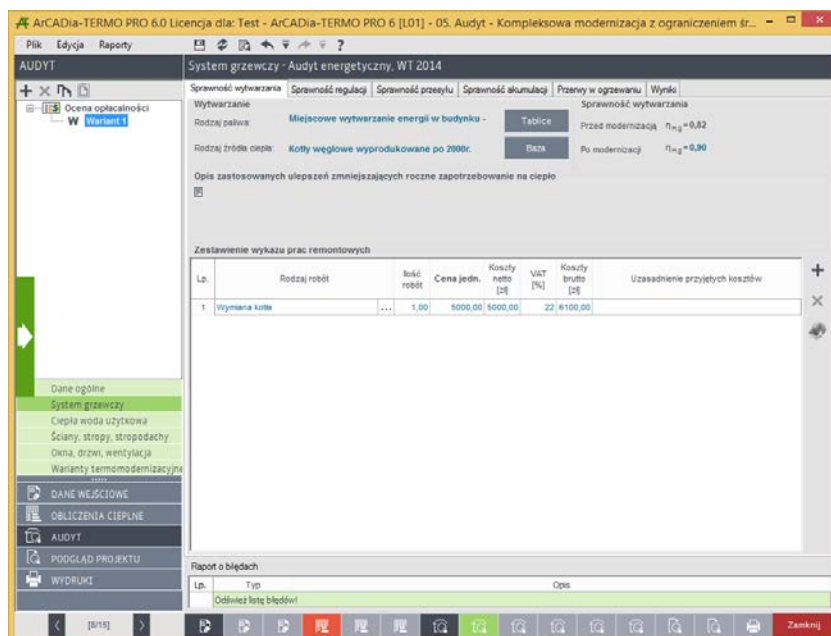 ArCADia-TERMO PRO 6.0 Licencja dla: Test - ArCADia-TERMO PRO 6 [L01] - 05. Audyt - Kompleksowa modernizacja z ograniczeniem śr...
Plik Edycja Raporty
AUDYT
System grzewczy - Audyt energetyczny, WT 2014
Ocena opłacalności
W Wariant 1
Sprawność wytwarzania Sprawność regulacji Sprawność przesyłu Sprawność akumulacji Przerwy w ogrzewaniu Wyniki
Wytwarzanie
Sprawność wytwarzania
Rodzaj paliwa: Miejscowe wytwarzanie energii w budynku - Tablice
Przed modernizacją ηH,g=0,82
Rodzaj źródła ciepła: Kotły węglowe wyprodukowane po 2000r. Baza
Po modernizacji ηH,g=0,90
Opis zastosowanych ulepszeń zmniejszających roczne zapotrzebowanie na ciepło
Zestawienie wykazu prac remontowych
Lp. Rodzaj robót Ilość robót Cena jedn. Koszty netto [zł] VAT [%] Koszty brutto [zł] Uzasadnienie przyjętych kosztów
1 Wymiana kotła ... 1,00 5000,00 5000,00 22 6100,00
Dane ogólne
System grzewczy
Ciepła woda użytkowa
Ściany, stropy, stropodachy
Okna, drzwi, wentylacja
Warianty termomodernizacyjne
DANE WEJŚCIOWE
OBLICZENIA CIEPLNE
AUDYT
PODGLĄD PROJEKTU
WYDRUKI
Raport o błędach
Lp. Typ Opis
Odśwież listę błędów!
[8/15]
Zamknij